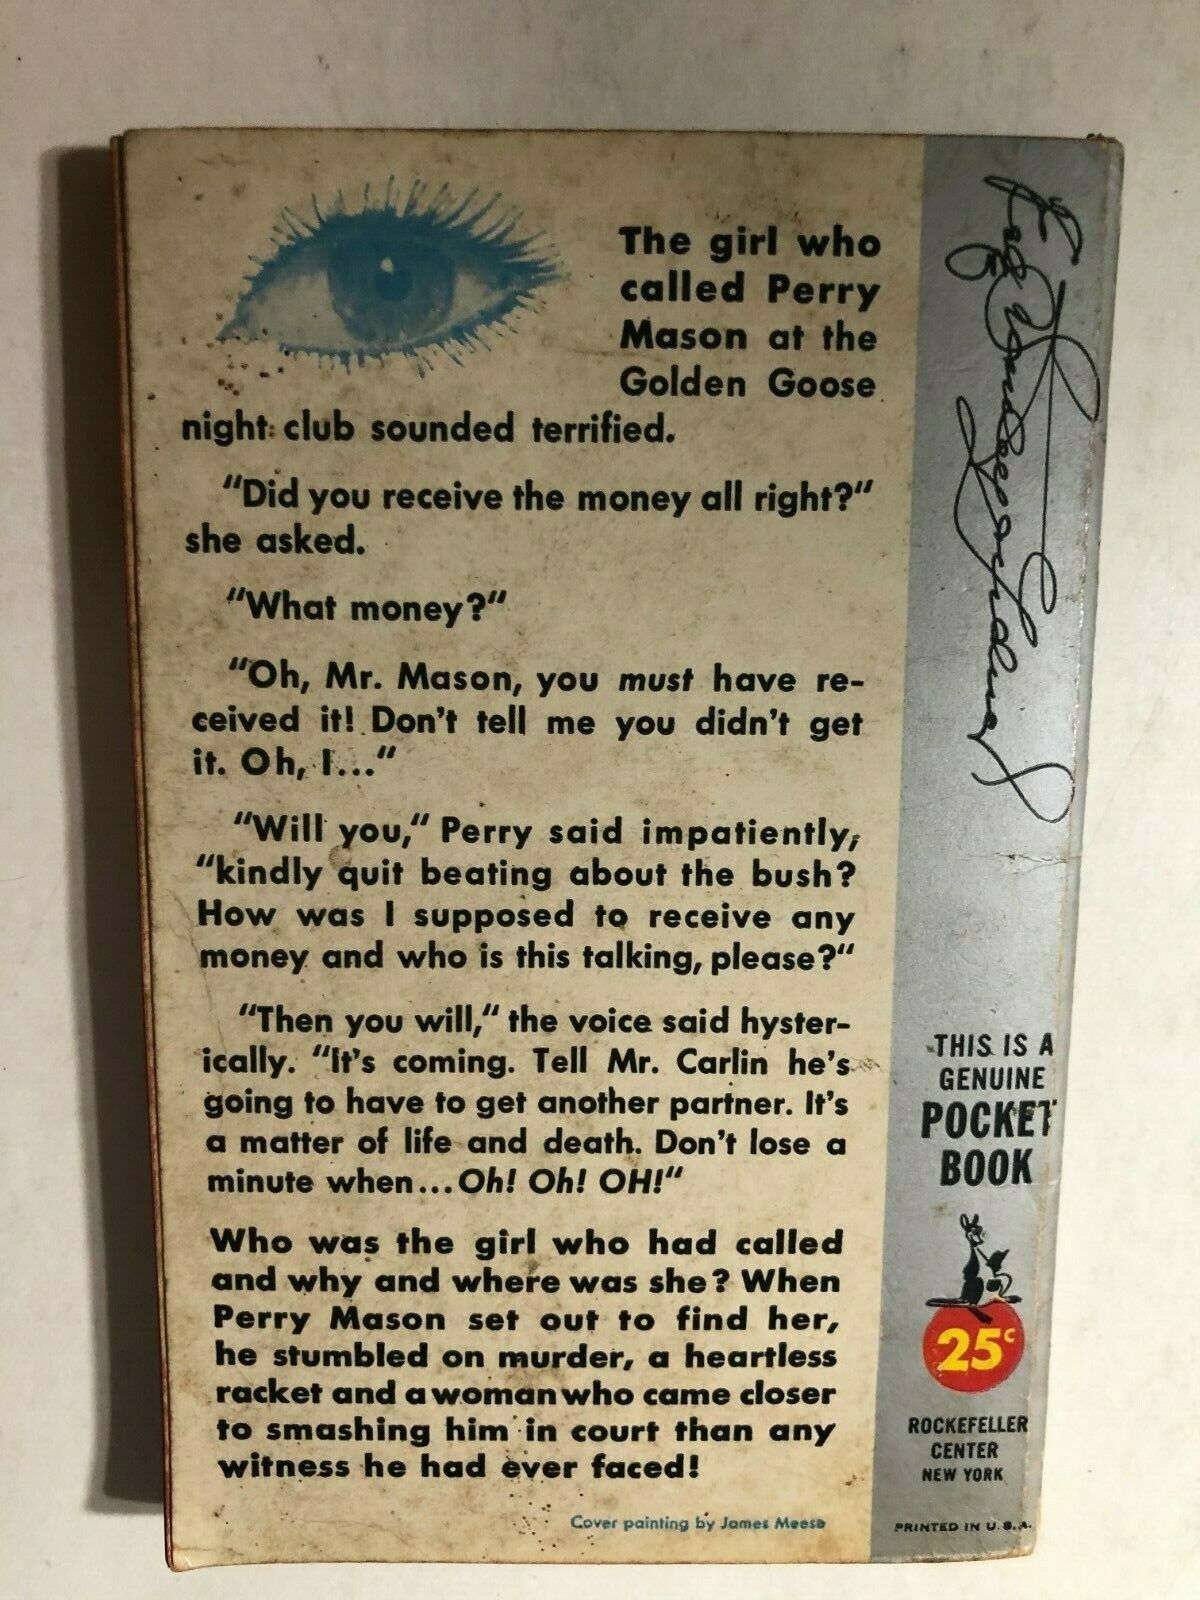 The girl who
called Perry
Mason at the
Golden Goose
night club sounded terrified.
"Did you receive the money all right?"
she asked.
"What money?"
"Oh, Mr. Mason, you must have re-
ceived it! Don't tell me you didn't get
it. Oh, I..."
"Will you," Perry said impatiently,
"kindly quit beating about the bush?
How was I supposed to receive any
money and who is this talking, please?"
"Then you will," the voice said hyster-
ically. "It's coming. Tell Mr. Carlin he's
going to have to get another partner. It's
a matter of life and death. Don't lose a
minute when...Oh! Oh! OH!"
Who was the girl who had called
and why and where was she? When
Perry Mason set out to find her,
he stumbled on murder, a heartless
racket and a woman who came closer
to smashing him in court than any
witness he had ever faced!
Cover painting by James Meese
THIS IS A
GENUINE
POCKET
BOOK
25c
ROCKEFELLER
CENTER
NEW YORK
PRINTED IN U.S.A.